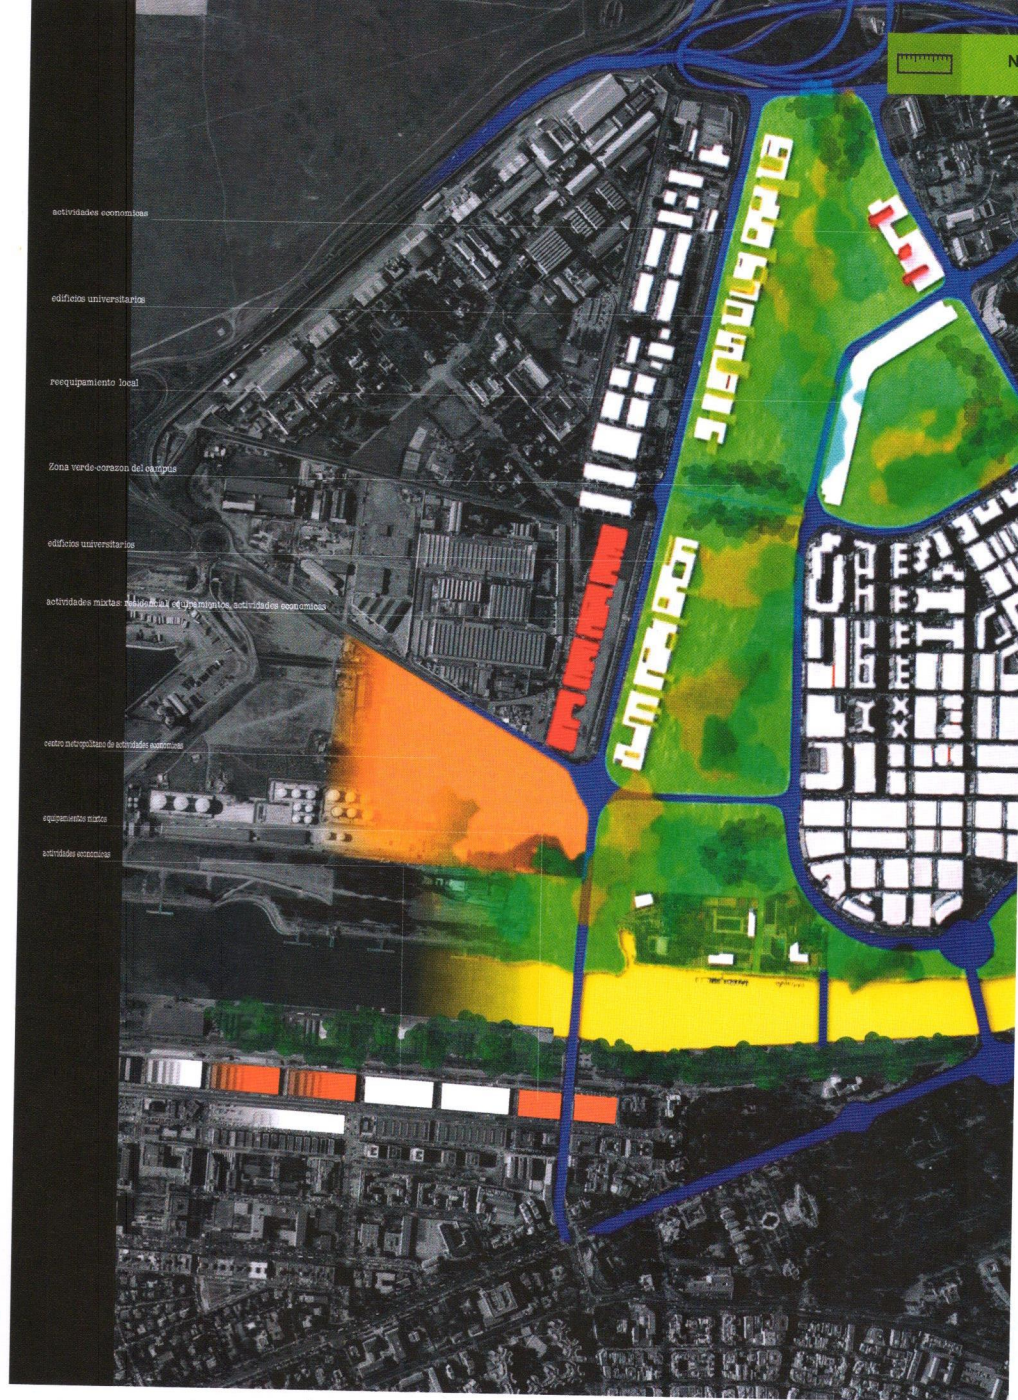 N
actividades economicas
edificios universitarios
reequipamiento local
Zona verde-corazon del campus
edificios universitarios
actividades mixtas: residencial, equipamientos, actividades economicas
centro metropolitano de actividades economicas
equipamientos mixtos
actividades economicas